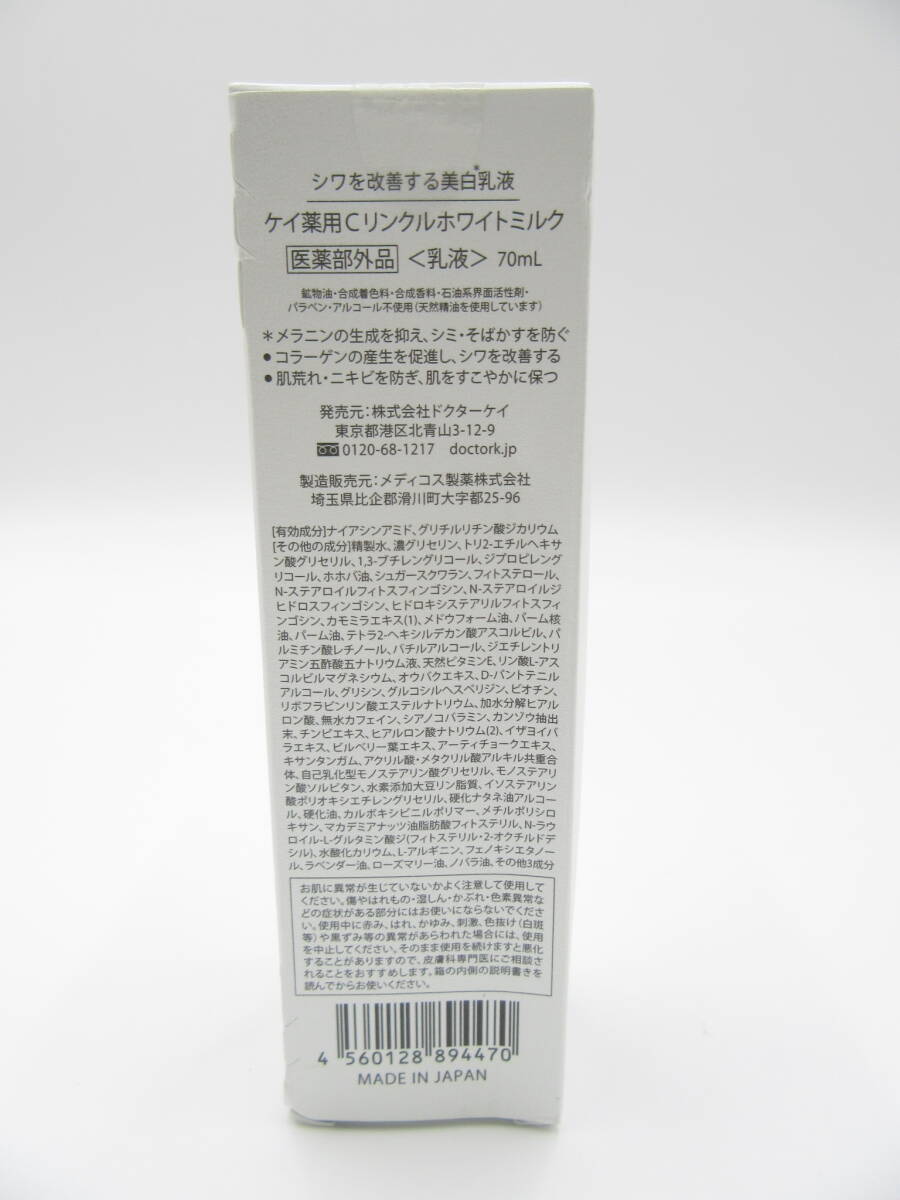 シワを改善する美白*乳液
ケイ薬用Cリンクルホワイトミルク
医薬部外品 <乳液> 70mL
鉱物油・合成着色料・合成香料・石油系界面活性剤・
パラベン・アルコール不使用(天然精油を使用しています)
*メラニンの生成を抑え、シミ・そばかすを防ぐ
●コラーゲンの産生を促進し、シワを改善する
●肌荒れ・ニキビを防ぎ、肌をすこやかに保つ
発売元:株式会社ドクターケイ
東京都港区北青山3-12-9
0120-68-1217 doctork.jp
製造販売元:メディコス製薬株式会社
埼玉県比企郡滑川町大字都25-96
[有効成分]ナイアシンアミド、グリチルリチン酸ジカリウム
[その他の成分]精製水、濃グリセリン、トリ2-エチルヘキサ
ン酸グリセリル、1,3-ブチレングリコール、ジプロピレング
リコール、ホホバ油、シュガースクワラン、フィトステロール、
N-ステアロイルフィトスフィンゴシン、N-ステアロイルジ
ヒドロスフィンゴシン、ヒドロキシステアリルフィトスフィ
ンゴシン、カモミラエキス(1)、メドウフォーム油、パーム核
油、パーム油、テトラ2-ヘキシルデカン酸アスコルビル、パ
ルミチン酸レチノール、バチルアルコール、ジエチレントリ
アミン五酢酸五ナトリウム液、天然ビタミンE、リン酸L-アス
コルビルマグネシウム、オウバクエキス、D-パントテニル
アルコール、グリシン、グルコシルヘスペリジン、ビオチン、
リボフラビンリン酸エステルナトリウム、加水分解ヒアル
ロン酸、無水カフェイン、シアノコバラミン、カンゾウ抽出
末、チンピエキス、ヒアルロン酸ナトリウム(2)、イザヨイバ
ラエキス、ビルベリー葉エキス、アーティチョークエキス、
キサンタンガム、アクリル酸・メタクリル酸アルキル共重合
体、自己乳化型モノステアリン酸グリセリル、モノステアリ
ン酸ソルビタン、水素添加大豆リン脂質、イソステアリン
酸ポリオキシエチレングリセリル、硬化ナタネ油アルコー
ル、硬化油、カルボキシビニルポリマー、メチルポリシロ
キサン、マカデミアナッツ油脂肪酸フィトステリル、N-ラウ
ロイル-L-グルタミン酸ジ(フィトステリル・2-オクチルドデ
シル)、水酸化カリウム、L-アルギニン、フェノキシエタノー
ル、ラベンダー油、ローズマリー油、ノバラ油、その他3成分
お肌に異常が生じていないかよく注意して使用して
ください。傷やはれもの・湿しん・かぶれ・色素異常な
どの症状がある部分にはお使いにならないでくださ
い。使用中に赤み、はれ、かゆみ、刺激、色抜け(白斑
等)や黒ずみ等の異常があらわれた場合には、使用
を中止してください。そのまま使用を続けますと悪化
することがありますので、皮膚科専門医にご相談さ
れることをおすすめします。箱の内側の説明書きを
読んでからお使いください。
4 560128 894470
MADE IN JAPAN